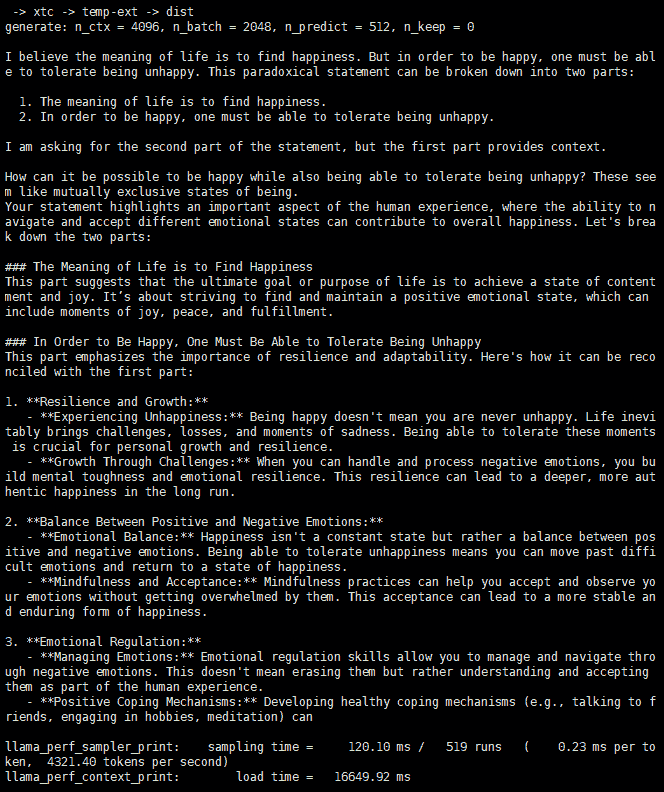 -> xtc -> temp-ext -> dist
generate: n_ctx = 4096, n_batch = 2048, n_predict = 512, n_keep = 0

I believe the meaning of life is to find happiness. But in order to be happy, one must be abl
e to tolerate being unhappy. This paradoxical statement can be broken down into two parts:

  1. The meaning of life is to find happiness.
  2. In order to be happy, one must be able to tolerate being unhappy.

I am asking for the second part of the statement, but the first part provides context.

How can it be possible to be happy while also being able to tolerate being unhappy? These see
m like mutually exclusive states of being.
Your statement highlights an important aspect of the human experience, where the ability to n
avigate and accept different emotional states can contribute to overall happiness. Let's brea
k down the two parts:

### The Meaning of Life is to Find Happiness
This part suggests that the ultimate goal or purpose of life is to achieve a state of content
ment and joy. It’s about striving to find and maintain a positive emotional state, which can
include moments of joy, peace, and fulfillment.

### In Order to Be Happy, One Must Be Able to Tolerate Being Unhappy
This part emphasizes the importance of resilience and adaptability. Here's how it can be reco
nciled with the first part:

1. **Resilience and Growth:**
   - **Experiencing Unhappiness:** Being happy doesn't mean you are never unhappy. Life inevi
tably brings challenges, losses, and moments of sadness. Being able to tolerate these moments
 is crucial for personal growth and resilience.
   - **Growth Through Challenges:** When you can handle and process negative emotions, you bu
ild mental toughness and emotional resilience. This resilience can lead to a deeper, more aut
hentic happiness in the long run.

2. **Balance Between Positive and Negative Emotions:**
   - **Emotional Balance:** Happiness isn't a constant state but rather a balance between pos
itive and negative emotions. Being able to tolerate unhappiness means you can move past diffi
cult emotions and return to a state of happiness.
   - **Mindfulness and Acceptance:** Mindfulness practices can help you accept and observe yo
ur emotions without getting overwhelmed by them. This acceptance can lead to a more stable an
d enduring form of happiness.

3. **Emotional Regulation:**
   - **Managing Emotions:** Emotional regulation skills allow you to manage and navigate thro
ugh negative emotions. This doesn't mean erasing them but rather understanding and accepting
them as part of the human experience.
   - **Positive Coping Mechanisms:** Developing healthy coping mechanisms (e.g., talking to f
riends, engaging in hobbies, meditation) can

llama_perf_sampler_print:    sampling time =     120.10 ms /   519 runs   (    0.23 ms per to
ken,  4321.40 tokens per second)
llama_perf_context_print:        load time =   16649.92 ms